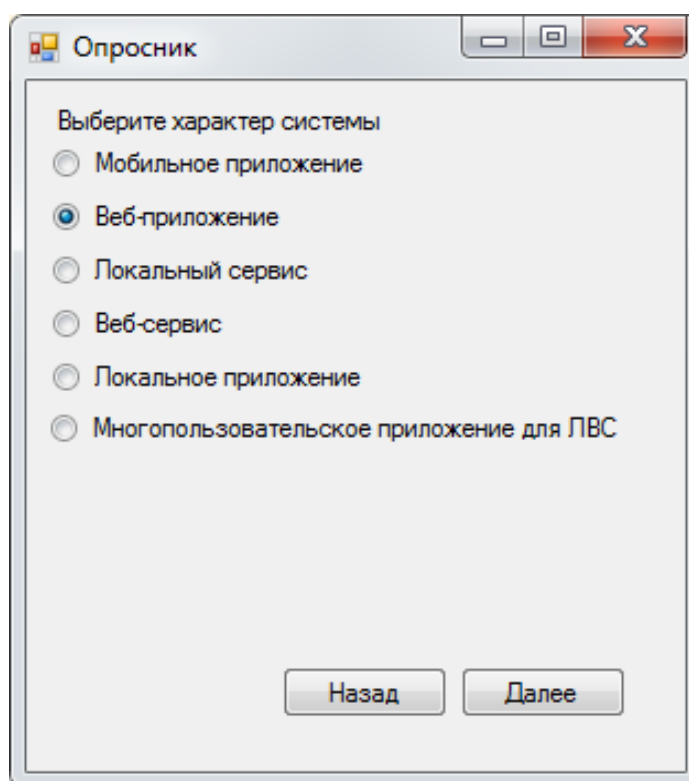 Опросник
Выберите характер системы
Мобильное приложение
Веб-приложение
Локальный сервис
Веб-сервис
Локальное приложение
Многопользовательское приложение для ЛВС
Назад Далее